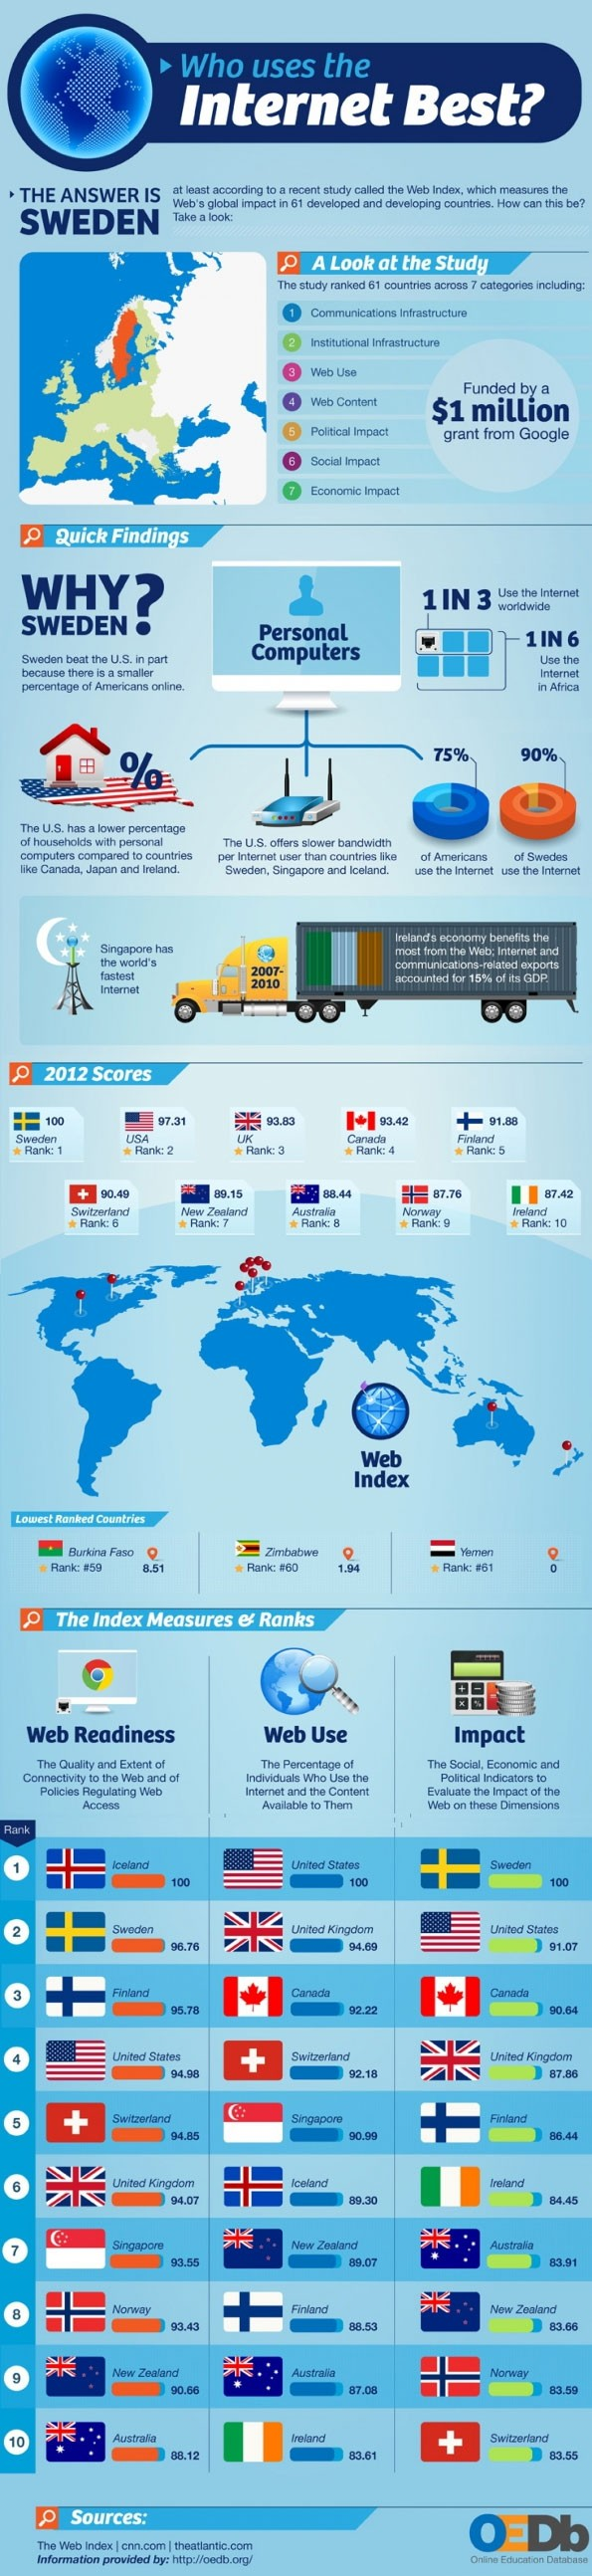 Who uses the
Internet Best?
THE ANSWER IS
SWEDEN
at least according to a recent study called the Web Index, which measures the
Web's global impact in 61 developed and developing countries. How can this be?
Take a look:
A Look at the Study
The study ranked 61 countries across 7 categories including:
1 Communications Infrastructure
2 Institutional Infrastructure
3 Web Use
4 Web Content
5 Political Impact
6 Social Impact
7 Economic Impact
Funded by a
$1 million
grant from Google
Quick Findings
WHY?
SWEDEN
Sweden beat the U.S. in part
because there is a smaller
percentage of Americans online.
Personal
Computers
1 IN 3 Use the Internet
worldwide
1 IN 6
Use the
Internet
in Africa
%
The U.S. has a lower percentage
of households with personal
computers compared to countries
like Canada, Japan and Ireland.
The U.S. offers slower bandwidth
per Internet user than countries like
Sweden, Singapore and Iceland.
75%
of Americans
use the Internet
90%
of Swedes
use the Internet
Singapore has
the world's
fastest
Internet
2007-
2010
Ireland's economy benefits the
most from the Web; Internet and
communications-related exports
accounted for 15% of its GDP.
2012 Scores
100
Sweden
Rank: 1
97.31
USA
Rank: 2
93.83
UK
Rank: 3
93.42
Canada
Rank: 4
91.88
Finland
Rank: 5
90.49
Switzerland
Rank: 6
89.15
New Zealand
Rank: 7
88.44
Australia
Rank: 8
87.76
Norway
Rank: 9
87.42
Ireland
Rank: 10
Web
Index
Lowest Ranked Countries
Burkina Faso
Rank: #59 8.51
Zimbabwe
Rank: #60 1.94
Yemen
Rank: #61 0
The Index Measures & Ranks
Web Readiness
The Quality and Extent of
Connectivity to the Web and of
Policies Regulating Web
Access
Web Use
The Percentage of
Individuals Who Use the
Internet and the Content
Available to Them
Impact
The Social, Economic and
Political Indicators to
Evaluate the Impact of the
Web on these Dimensions
Rank
1 Iceland 100 United States 100 Sweden 100
2 Sweden 96.76 United Kingdom 94.69 United States 91.07
3 Finland 95.78 Canada 92.22 Canada 90.64
4 United States 94.98 Switzerland 92.18 United Kingdom 87.86
5 Switzerland 94.85 Singapore 90.99 Finland 86.44
6 United Kingdom 94.07 Iceland 89.30 Ireland 84.45
7 Singapore 93.55 New Zealand 89.07 Australia 83.91
8 Norway 93.43 Finland 88.53 New Zealand 83.66
9 New Zealand 90.66 Australia 87.08 Norway 83.59
10 Australia 88.12 Ireland 83.61 Switzerland 83.55
Sources:
The Web Index | cnn.com | theatlantic.com
Information provided by: http://oedb.org/
OEDb
Online Education Database